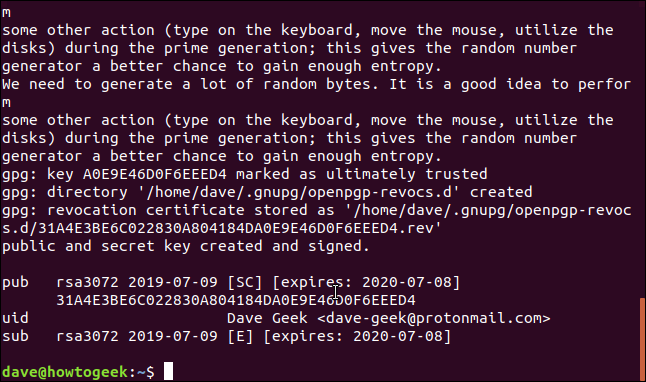 m
some other action (type on the keyboard, move the mouse, utilize the
disks) during the prime generation; this gives the random number
generator a better chance to gain enough entropy.
We need to generate a lot of random bytes. It is a good idea to perfor
m
some other action (type on the keyboard, move the mouse, utilize the
disks) during the prime generation; this gives the random number
generator a better chance to gain enough entropy.
gpg: key A0E9E46D0F6EEED4 marked as ultimately trusted
gpg: directory '/home/dave/.gnupg/openpgp-revocs.d' created
gpg: revocation certificate stored as '/home/dave/.gnupg/openpgp-revoc
s.d/31A4E3BE6C022830A804184DA0E9E46D0F6EEED4.rev'
public and secret key created and signed.
pub   rsa3072 2019-07-09 [SC] [expires: 2020-07-08]
      31A4E3BE6C022830A804184DA0E9E46D0F6EEED4
uid                      Dave Geek <dave-geek@protonmail.com>
sub   rsa3072 2019-07-09 [E] [expires: 2020-07-08]
dave@howtogeek:~$